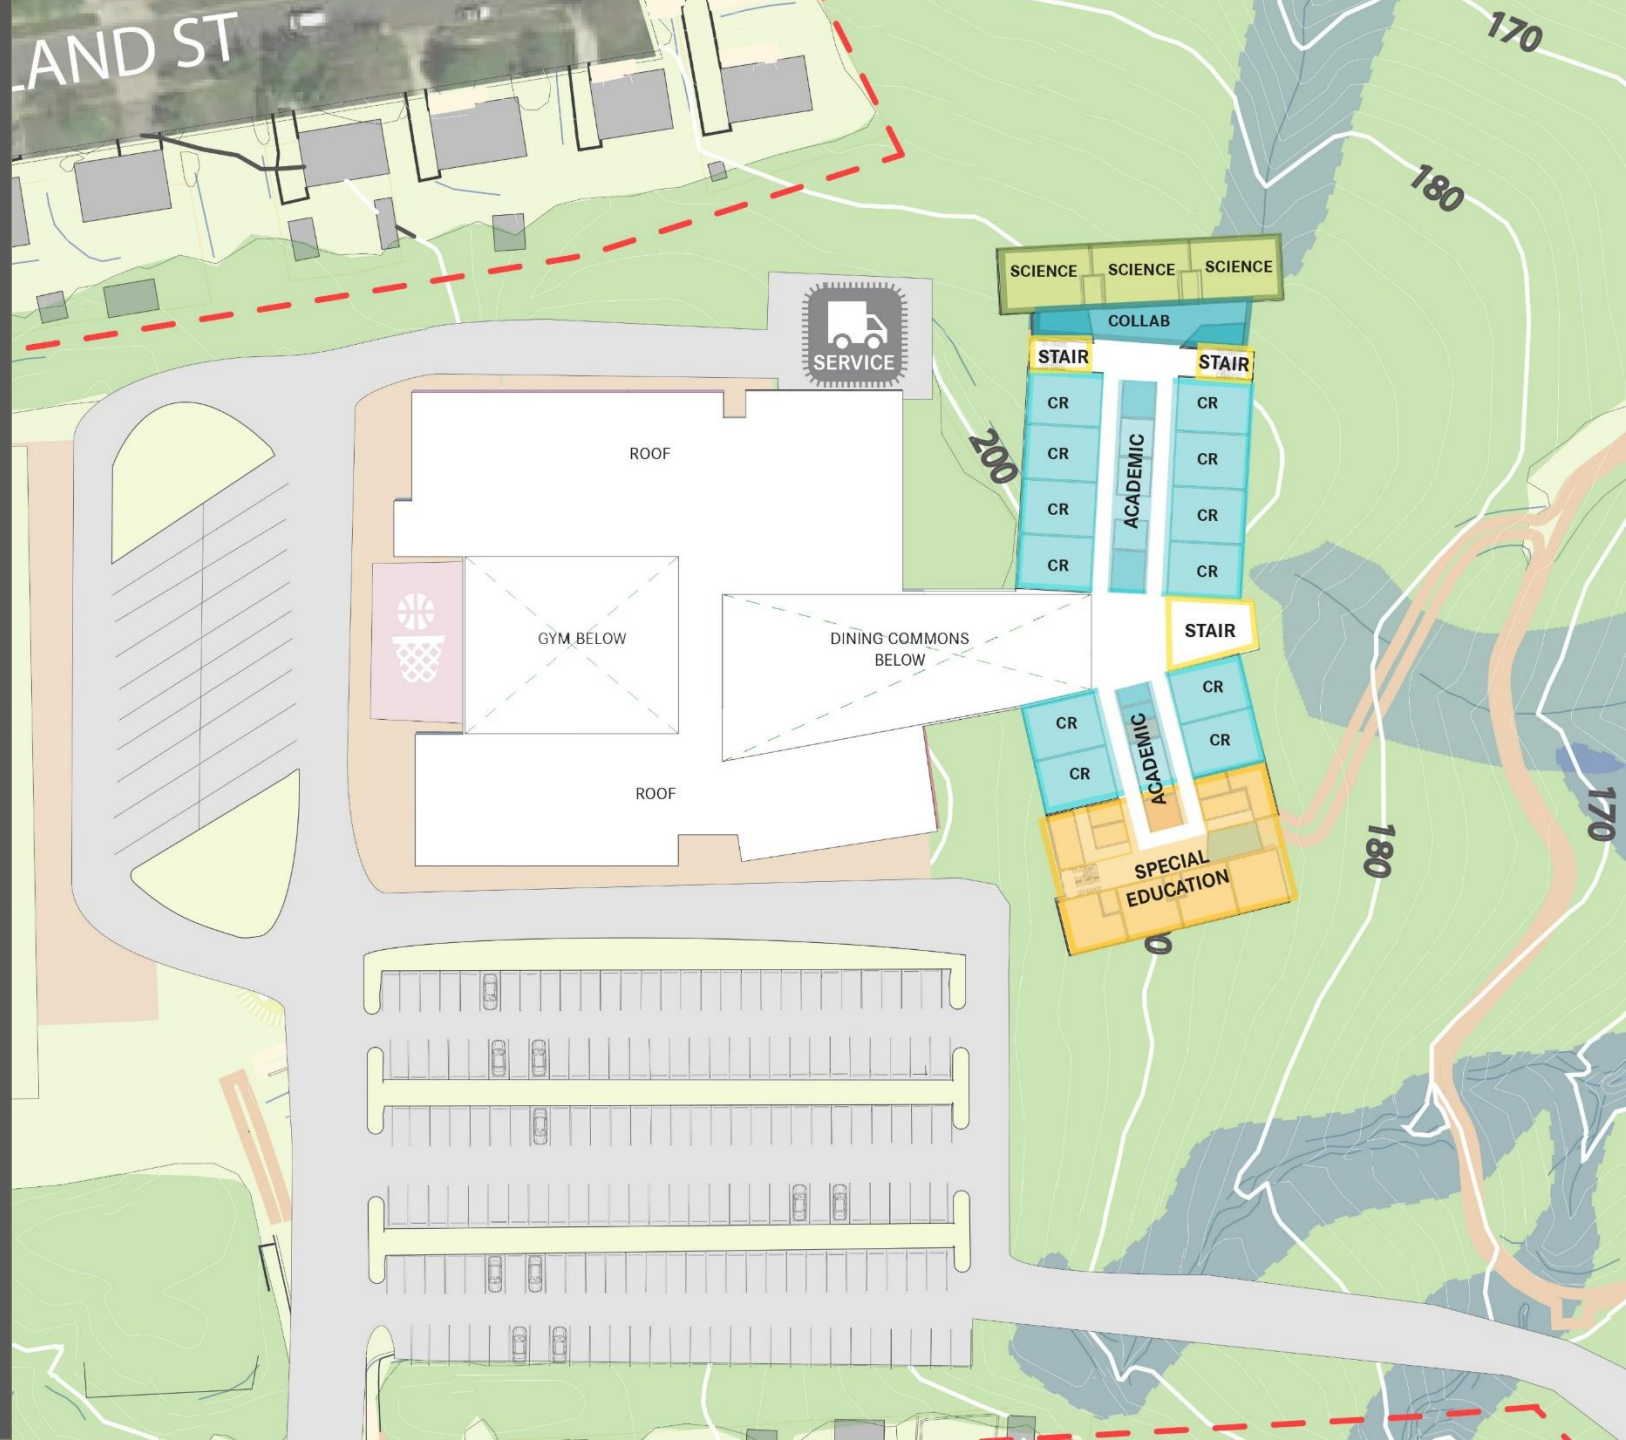 LAND ST
170
180
SCIENCE SCIENCE SCIENCE
COLLAB
STAIR STAIR
SERVICE
CR CR
ROOF
CR CR
200
ACADEMIC
CR CR
CR CR
GYM BELOW
DINING COMMONS
BELOW
STAIR
CR
CR
CR
CR
ACADEMIC
ROOF
170
180
SPECIAL
EDUCATION